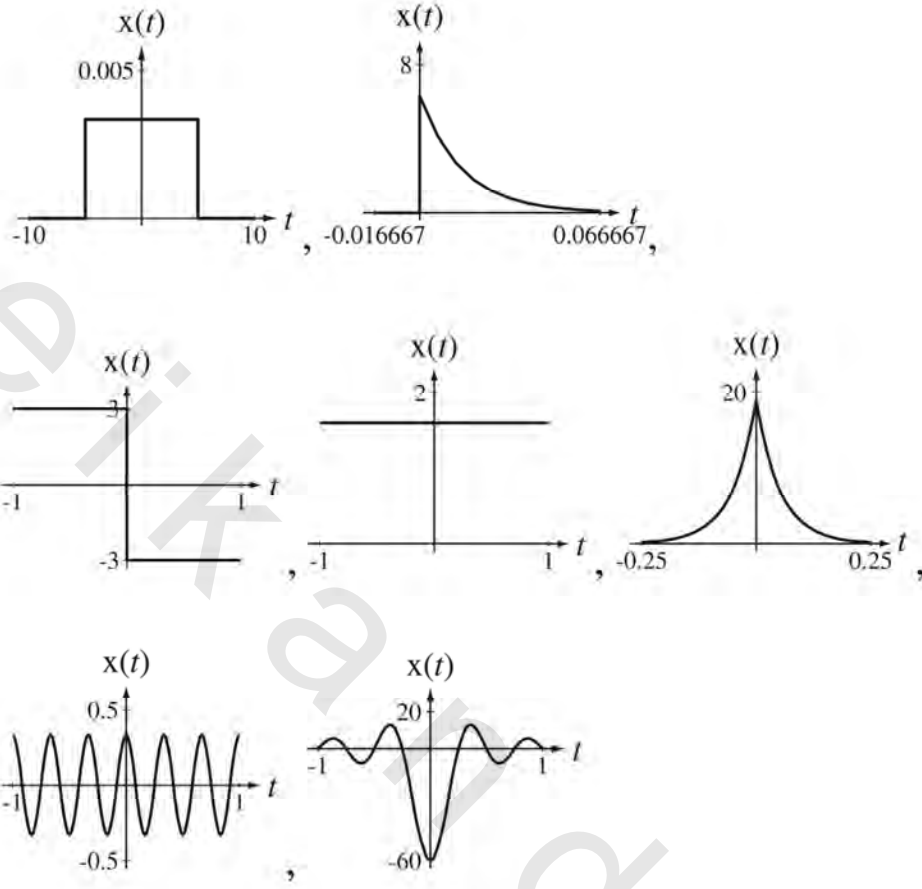 x(t) x(t)
0.005 8
-10 10 t , -0.016667 0.066667 t ,
x(t) x(t) x(t)
3 2 20
-1 1 t -3 , -1 1 t , -0.25 0.25 t ,
x(t) x(t)
0.5 20
-1 1 t -1 1 t
-0.5 , -60
e i k a n d